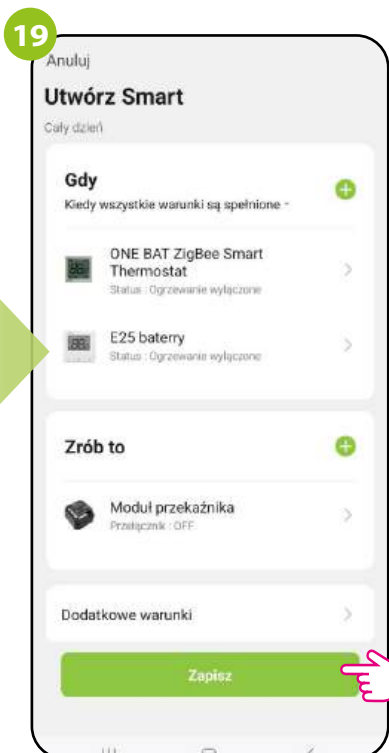 19
Anuluj
Utwórz Smart
Cały dzień
Gdy
Kiedy wszystkie warunki są spełnione
ONE BAT ZigBee Smart
Thermostat
Status : Ogrzewanie wyłączone
E25 baterry
Status : Ogrzewanie wyłączone
Zrób to
Moduł przekaźnika
Przełącznik : OFF
Dodatkowe warunki
Zapisz